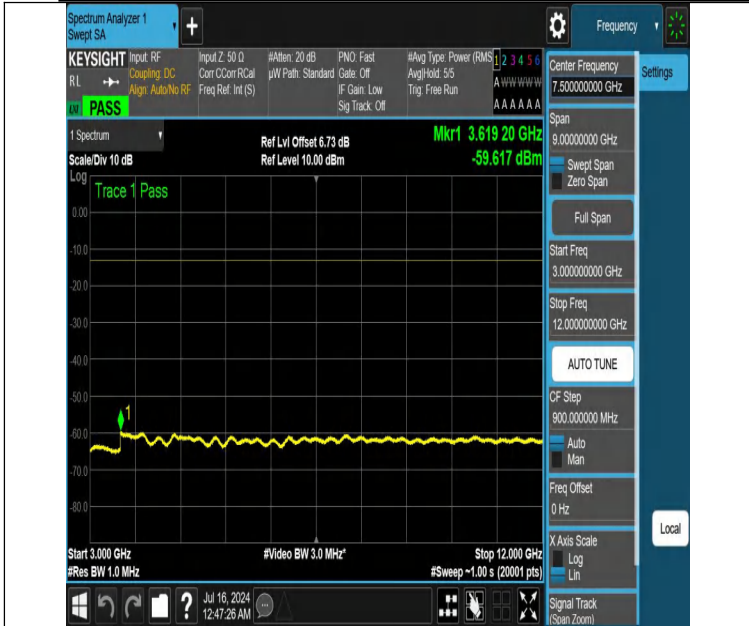 Spectrum Analyzer 1
Swept SA
+
Frequency
KEYSIGHT
RL
PASS
Input: RF
Coupling: DC
Align: Auto/No RF
Input Z: 50 Ω
Corr CCorr RCal
Freq Ref: Int (S)
#Atten: 20 dB
µW Path: Standard
PNO: Fast
Gate: Off
IF Gain: Low
Sig Track: Off
#Avg Type: Power (RMS
Avg|Hold: 5/5
Trig: Free Run
1 2 3 4 5 6
A W W W W W
A A A A A A
1 Spectrum
Scale/Div 10 dB
Ref Lvl Offset 6.73 dB
Ref Level 10.00 dBm
Mkr1 3.619 20 GHz
-59.617 dBm
Log
Trace 1 Pass
0.00
-10.0
-20.0
-30.0
-40.0
-50.0
-60.0
-70.0
-80.0
1
Start 3.000 GHz
#Res BW 1.0 MHz
#Video BW 3.0 MHz*
Stop 12.000 GHz
#Sweep ~1.00 s (20001 pts)
?
Jul 16, 2024
12:47:26 AM
Center Frequency
7.500000000 GHz
Settings
Span
9.00000000 GHz
Swept Span
Zero Span
Full Span
Start Freq
3.000000000 GHz
Stop Freq
12.000000000 GHz
AUTO TUNE
CF Step
900.000000 MHz
Auto
Man
Freq Offset
0 Hz
X Axis Scale
Log
Lin
Local
Signal Track
(Span Zoom)